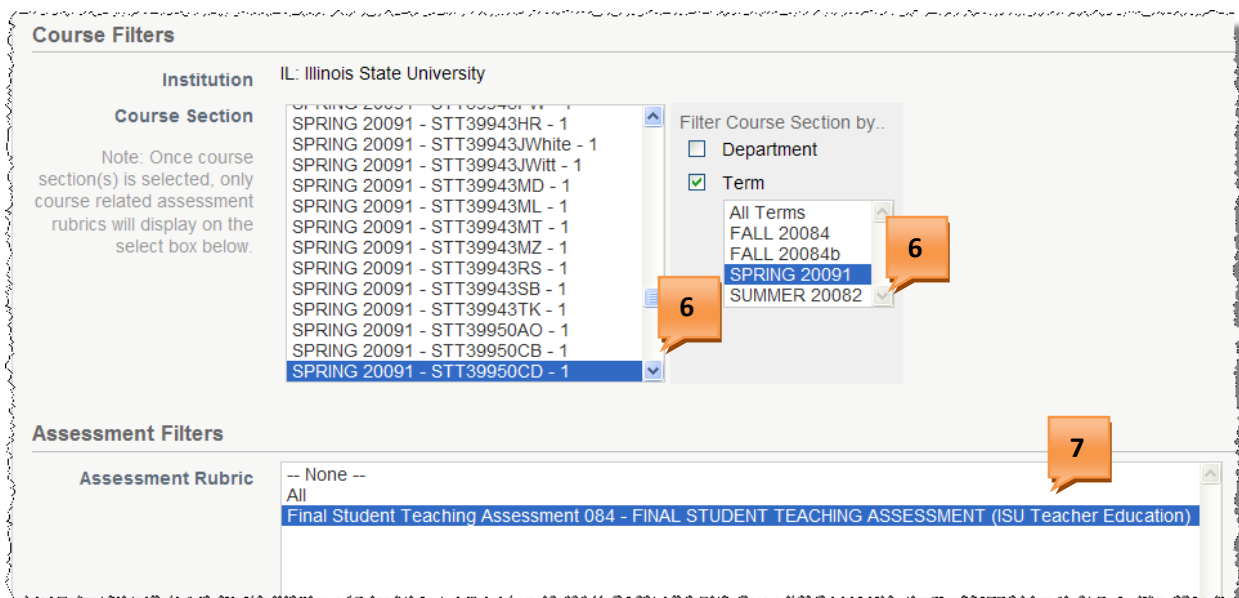 Course Filters
Institution IL: Illinois State University
Course Section
Note: Once course
section(s) is selected, only
course related assessment
rubrics will display on the
select box below.
SPRING 20091 - STT39943PW - 1
SPRING 20091 - STT39943HR - 1
SPRING 20091 - STT39943JWhite - 1
SPRING 20091 - STT39943JWitt - 1
SPRING 20091 - STT39943MD - 1
SPRING 20091 - STT39943ML - 1
SPRING 20091 - STT39943MT - 1
SPRING 20091 - STT39943MZ - 1
SPRING 20091 - STT39943RS - 1
SPRING 20091 - STT39943SB - 1
SPRING 20091 - STT39943TK - 1
SPRING 20091 - STT39950AO - 1
SPRING 20091 - STT39950CB - 1
SPRING 20091 - STT39950CD - 1
6
Filter Course Section by..
Department
Term
All Terms
FALL 20084
FALL 20084b
SPRING 20091
SUMMER 20082
6
Assessment Filters
7
Assessment Rubric
-- None --
All
Final Student Teaching Assessment 084 - FINAL STUDENT TEACHING ASSESSMENT (ISU Teacher Education)